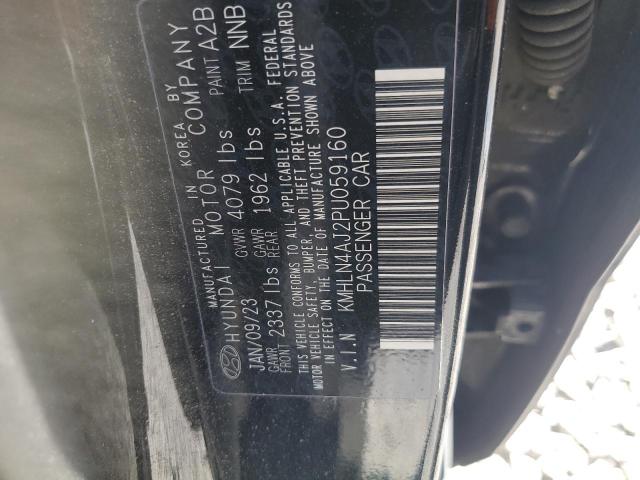 MANUFACTURED IN KOREA BY
HYUNDAI MOTOR COMPANY
JAN/09/23 GVWR 4079 lbs PAINT A2B
GAWR FRONT 2337 lbs GAWR REAR 1962 lbs TRIM NNB
THIS VEHICLE CONFORMS TO ALL APPLICABLE U.S.A. FEDERAL
MOTOR VEHICLE SAFETY, BUMPER, AND THEFT PREVENTION STANDARDS
IN EFFECT ON THE DATE OF MANUFACTURE SHOWN ABOVE
V.I.N KMHLN4AJ2PU059160
PASSENGER CAR